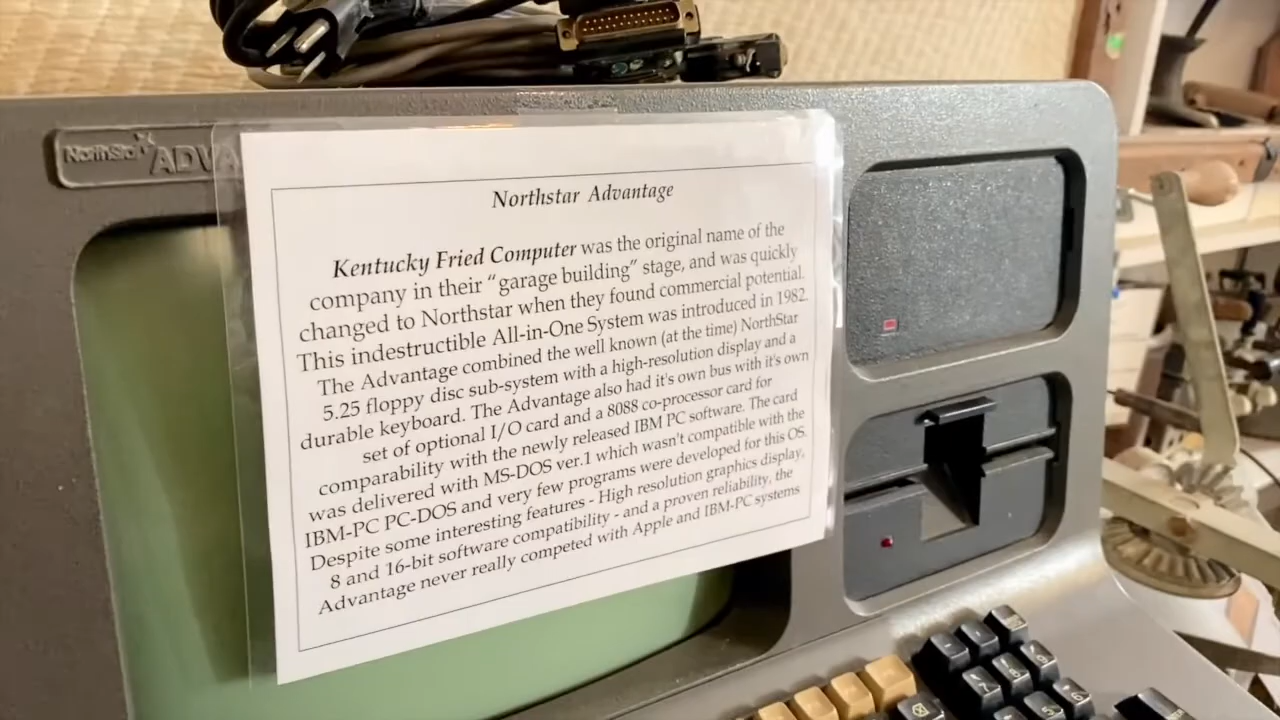 NorthStar ADVA
Northstar Advantage
Kentucky Fried Computer was the original name of the
company in their “garage building” stage, and was quickly
changed to Northstar when they found commercial potential.
This indestructible All-in-One System was introduced in 1982.
The Advantage combined the well known (at the time) NorthStar
5.25 floppy disc sub-system with a high-resolution display and a
durable keyboard. The Advantage also had it's own bus with it's own
set of optional I/O card and a 8088 co-processor card for
comparability with the newly released IBM PC software. The card
was delivered with MS-DOS ver.1 which wasn't compatible with the
IBM-PC PC-DOS and very few programs were developed for this OS.
Despite some interesting features - High resolution graphics display,
8 and 16-bit software compatibility - and a proven reliability, the
Advantage never really competed with Apple and IBM-PC systems